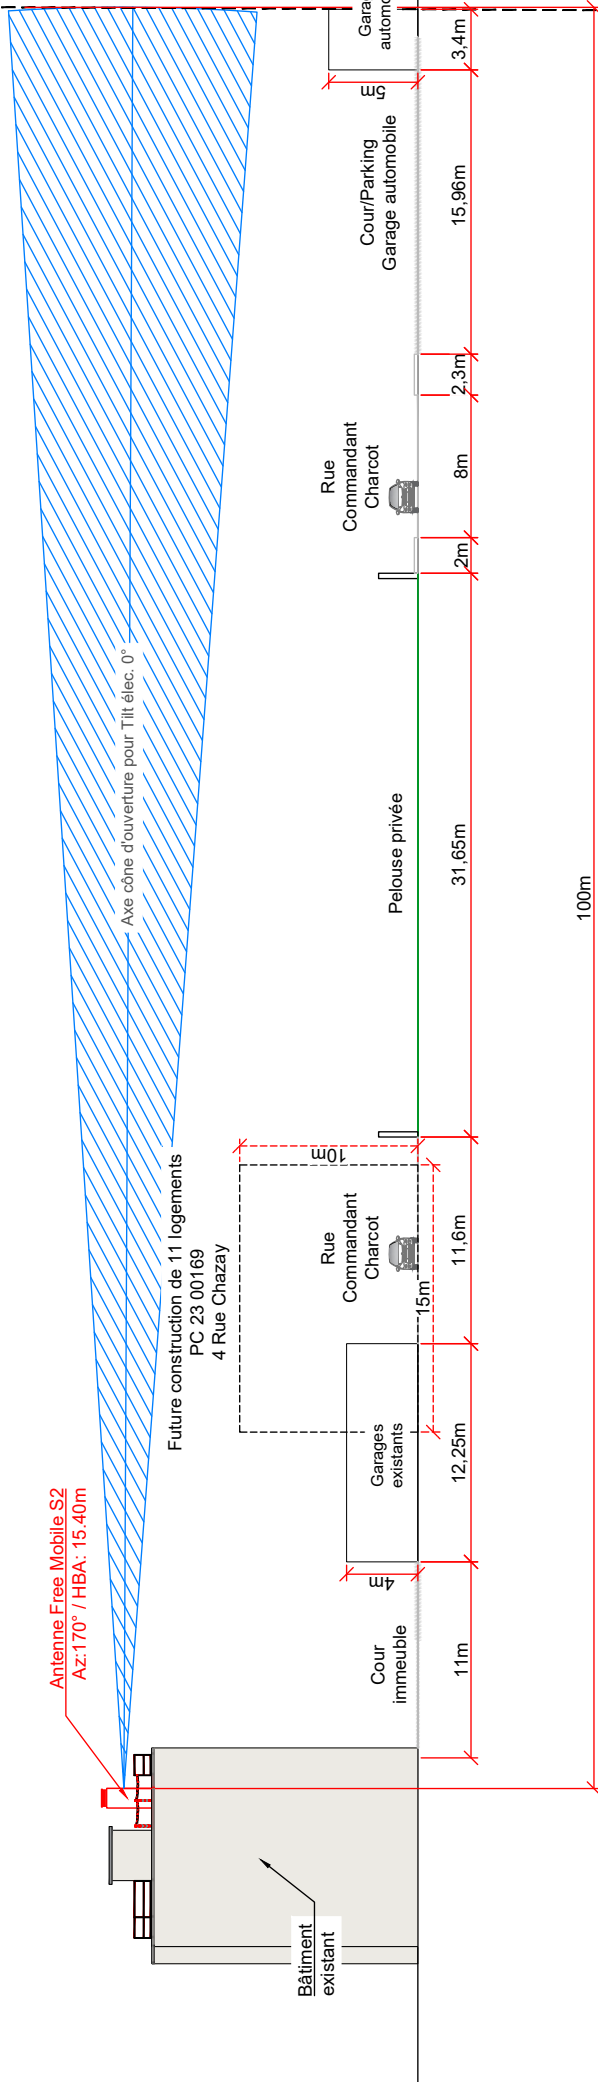 Antenne Free Mobile S2
Az:170° / HBA: 15.40m
Axe cône d'ouverture pour Tilt élec. 0°
Future construction de 11 logements
PC 23 00169
4 Rue Chazay
Bâtiment
existant
Cour
immeuble
4m
Garages
existants
10m
15m
Rue
Commandant
Charcot
Pelouse privée
Rue
Commandant
Charcot
Cour/Parking
Garage automobile
5m
Garag
automo
11m
12,25m
11,6m
31,65m
2m
8m
2,3m
15,96m
3,4m
100m